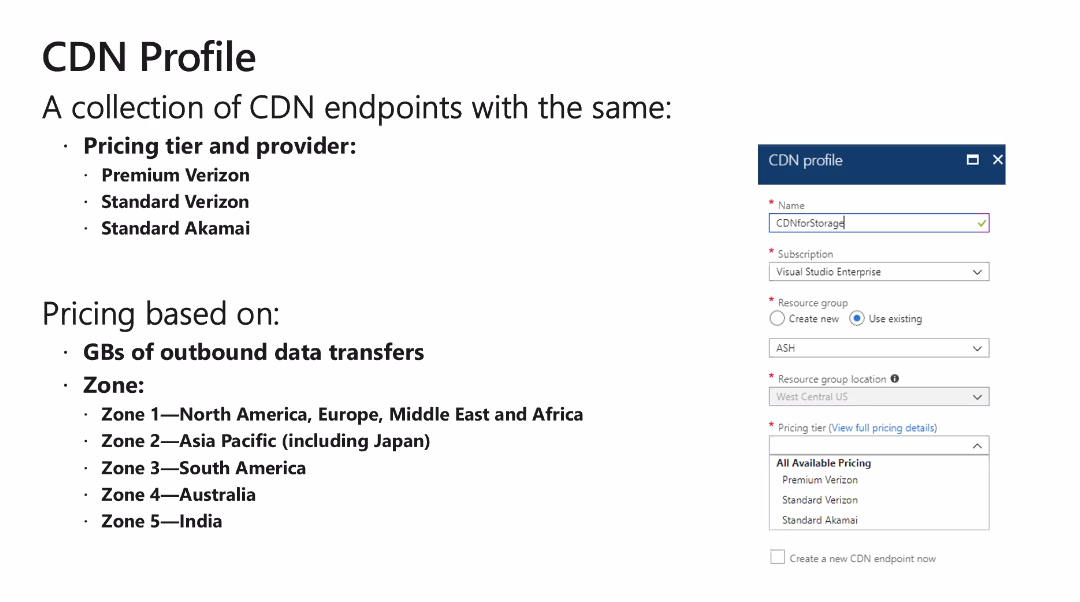 CDN Profile
A collection of CDN endpoints with the same:
· Pricing tier and provider:
· Premium Verizon
· Standard Verizon
· Standard Akamai
Pricing based on:
· GBs of outbound data transfers
· Zone:
· Zone 1—North America, Europe, Middle East and Africa
· Zone 2—Asia Pacific (including Japan)
· Zone 3—South America
· Zone 4—Australia
· Zone 5—India
CDN profile
* Name
CDNforStorage
* Subscription
Visual Studio Enterprise
* Resource group
Create new Use existing
ASH
* Resource group location
West Central US
* Pricing tier (View full pricing details)
All Available Pricing
Premium Verizon
Standard Verizon
Standard Akamai
Create a new CDN endpoint now